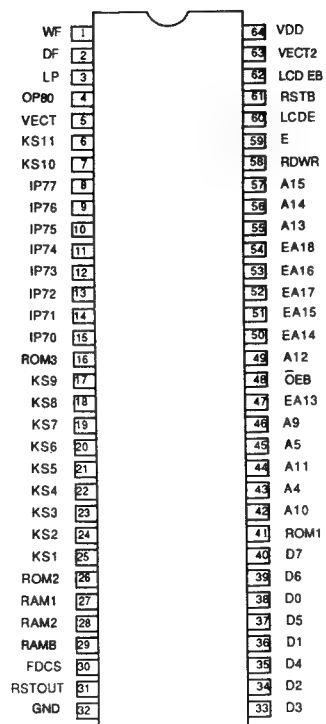 WF 1 64 VDD
DF 2 63 VECT2
LP 3 62 LCD EB
OP80 4 61 RSTB
VECT 5 60 LCDE
KS11 6 59 E
KS10 7 58 RDWR
IP77 8 57 A15
IP76 9 56 A14
IP75 10 55 A13
IP74 11 54 EA18
IP73 12 53 EA16
IP72 13 52 EA17
IP71 14 51 EA15
IP70 15 50 EA14
ROM3 16 49 A12
KS9 17 48 O̅EB
KS8 18 47 EA13
KS7 19 46 A9
KS6 20 45 A5
KS5 21 44 A11
KS4 22 43 A4
KS3 23 42 A10
KS2 24 41 ROM1
KS1 25 40 D7
ROM2 26 39 D6
RAM1 27 38 D0
RAM2 28 37 D5
RAMB 29 36 D1
FDCS 30 35 D4
RSTOUT 31 34 D2
GND 32 33 D3